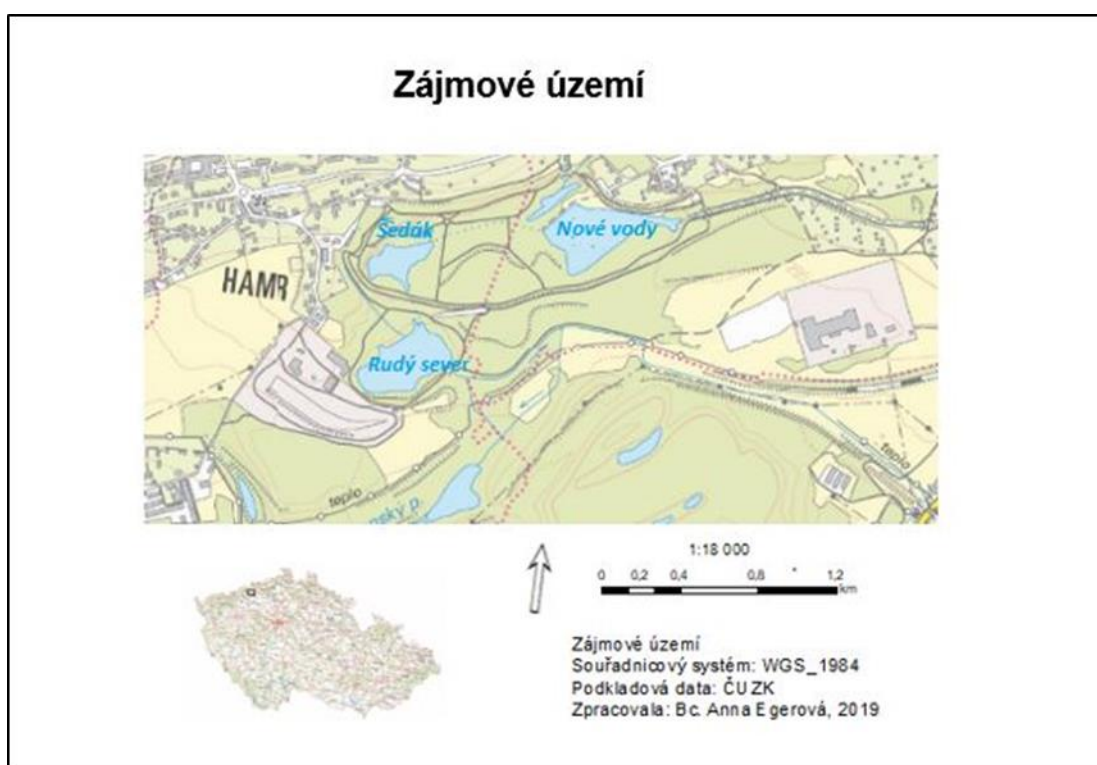 Zájmové území
Šedák
Nové vody
HAMR
Rudý sever
teplo
teplo
ský p.
1:18 000
0 0,2 0,4 0,8 1,2
km
Zájmové území
Souřadnicový systém: WGS_1984
Podkladová data: ČUZK
Zpracovala: Bc. Anna Egerová, 2019